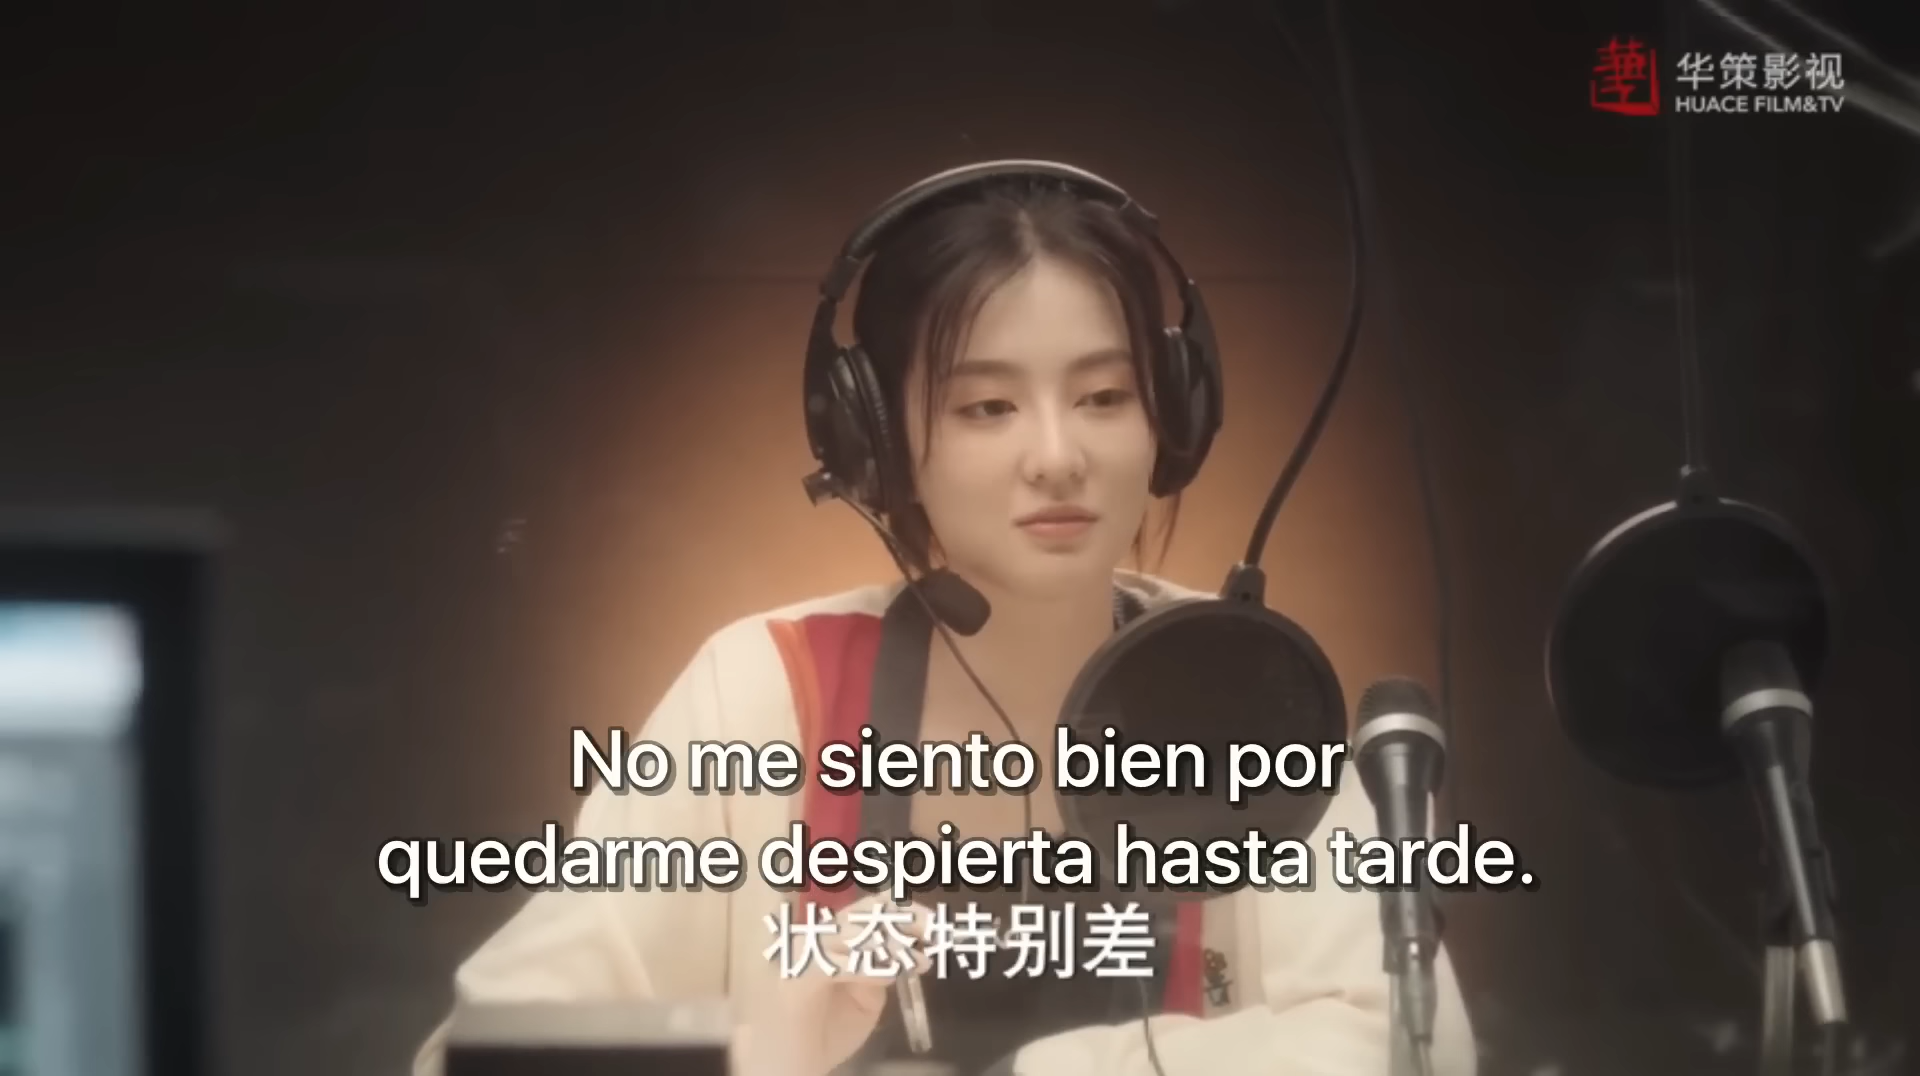 華
华策影视
HUACE FILM&TV
No me siento bien por
quedarme despierta hasta tarde.
状态特别差